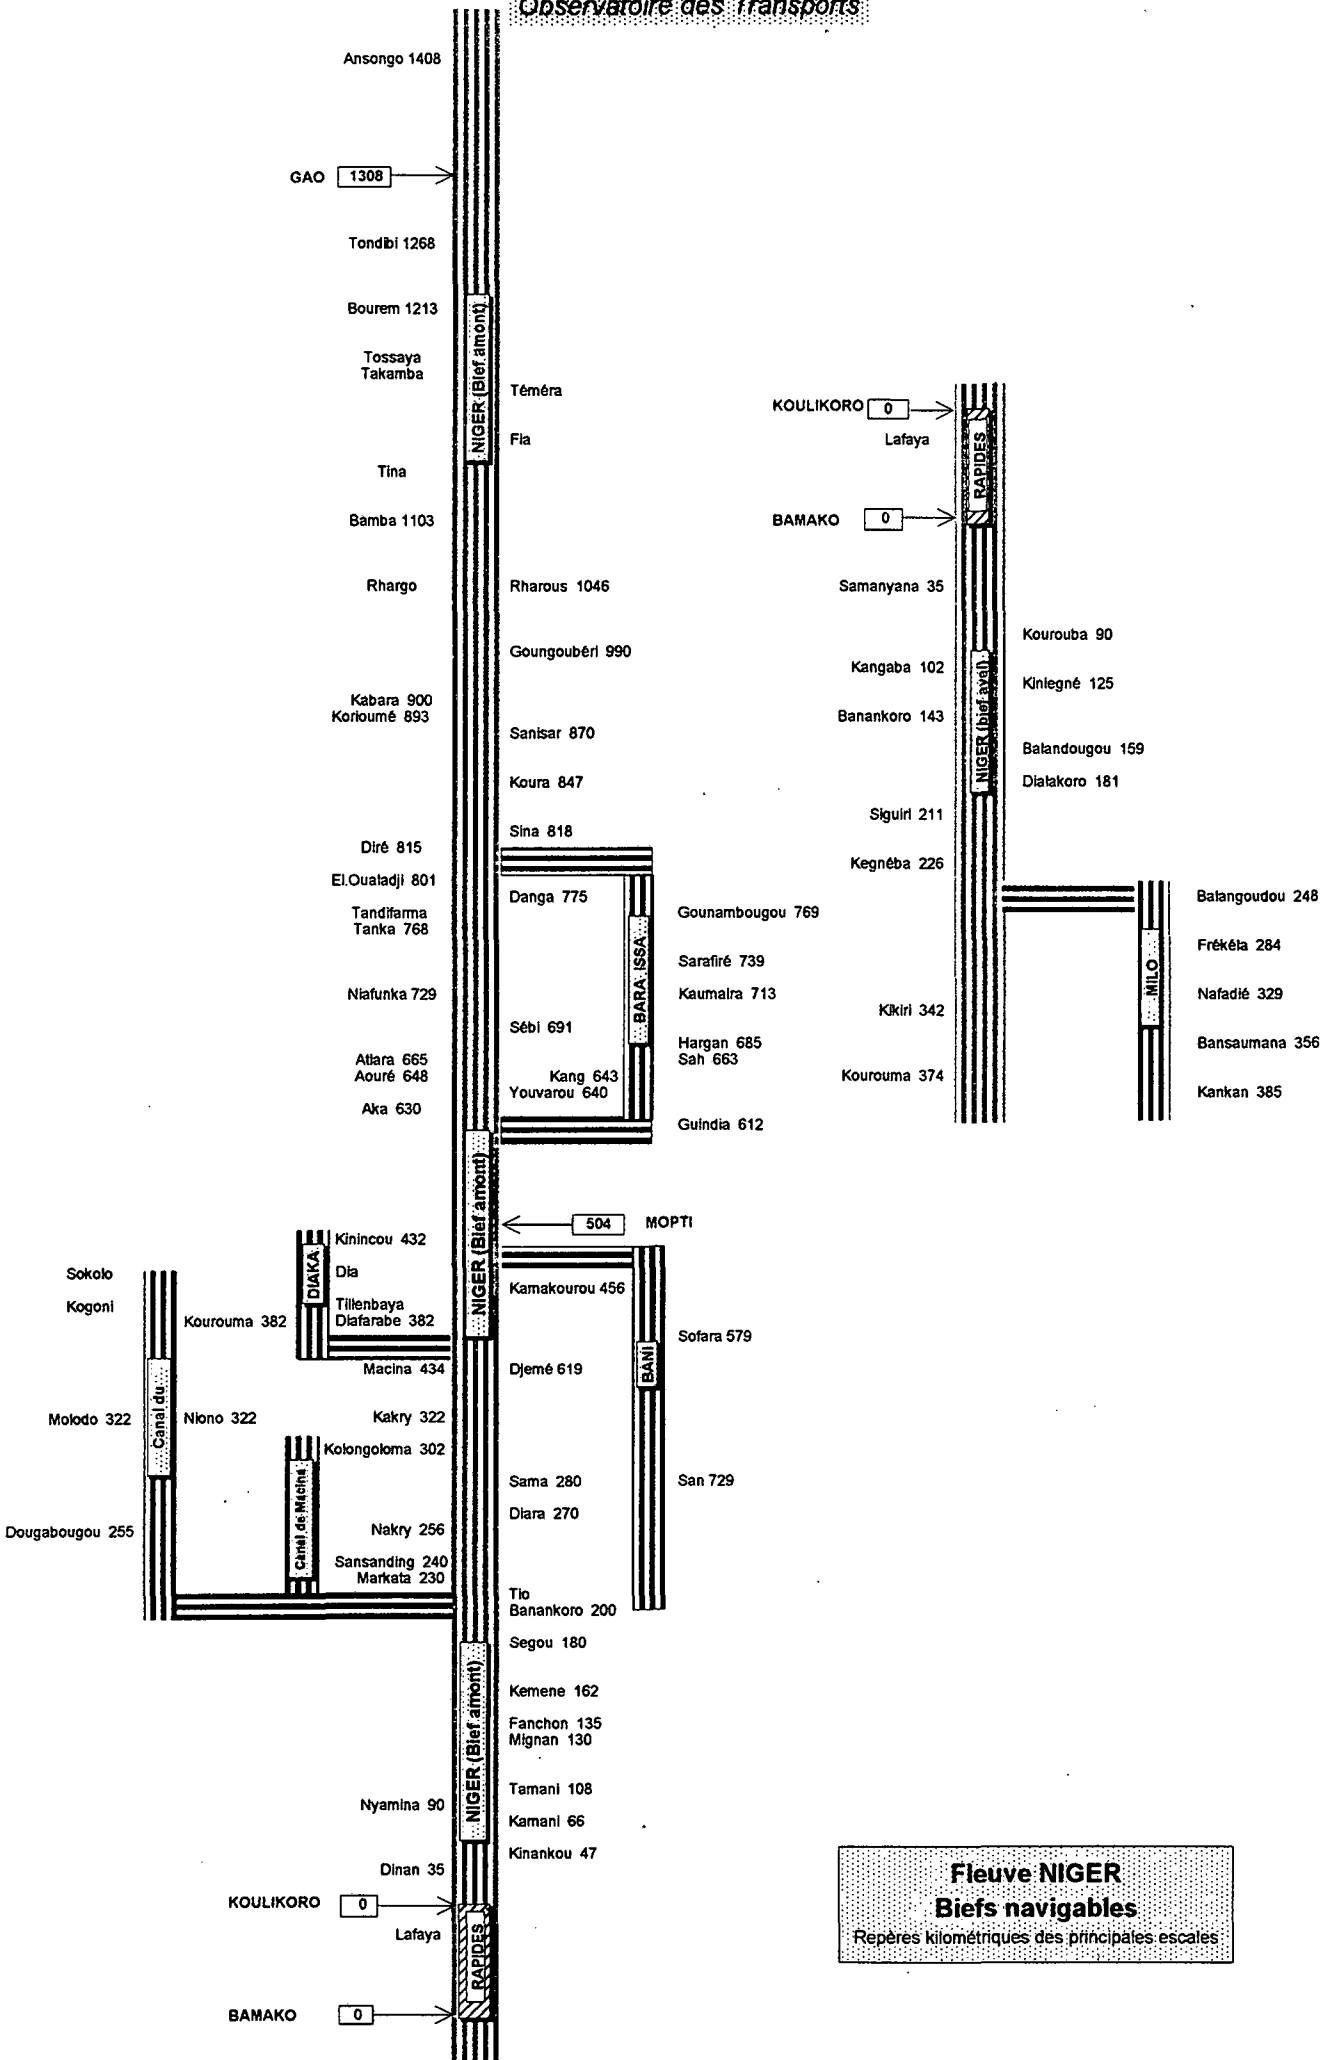 Observatoire des Transports
Ansongo 1408
GAO 1308
Tondibi 1268
Bourem 1213
NIGER (Bief amont)
Tossaya
Takamba
Téméra
Fia
Tina
Bamba 1103
Rhargo
Rharous 1046
Goungoubéri 990
Kabara 900
Korioumé 893
Sanisar 870
Koura 847
Sina 818
Diré 815
El.Oualadji 801
Danga 775
Tandifarma
Tanka 768
Gounambougou 769
BARA ISSA
Sarafiré 739
Niafunka 729
Kaumaira 713
Sébi 691
Hargan 685
Sah 663
Atlara 665
Aouré 648
Kang 643
Youvarou 640
Aka 630
Guindia 612
NIGER (Bief amont)
504 MOPTI
DIAKA
Kinincou 432
Dia
Tillenbaya
Diafarabe 382
Kamakourou 456
Sokolo
Kogoni
Kourouma 382
Sofara 579
BANI
Macina 434
Djemé 619
Canal du
Molodo 322
Niono 322
Kakry 322
Kolongoloma 302
Canal de Macina
Sama 280
San 729
Diara 270
Dougabougou 255
Nakry 256
Sansanding 240
Markata 230
Tio
Banankoro 200
Segou 180
NIGER (Bief amont)
Kemene 162
Fanchon 135
Mignan 130
Tamani 108
Nyamina 90
Kamani 66
Kinankou 47
Dinan 35
KOULIKORO 0
Lafaya
RAPIDES
BAMAKO 0
KOULIKORO 0
Lafaya
RAPIDES
BAMAKO 0
Samanyana 35
Kourouba 90
Kangaba 102
Kiniegné 125
NIGER (bief aval)
Banankoro 143
Balandougou 159
Dialakoro 181
Siguiri 211
Kegnéba 226
Balangoudou 248
Frékéla 284
MILO
Nafadié 329
Kikiri 342
Bansaumana 356
Kourouma 374
Kankan 385
Fleuve NIGER
Biefs navigables
Repères kilométriques des principales escales